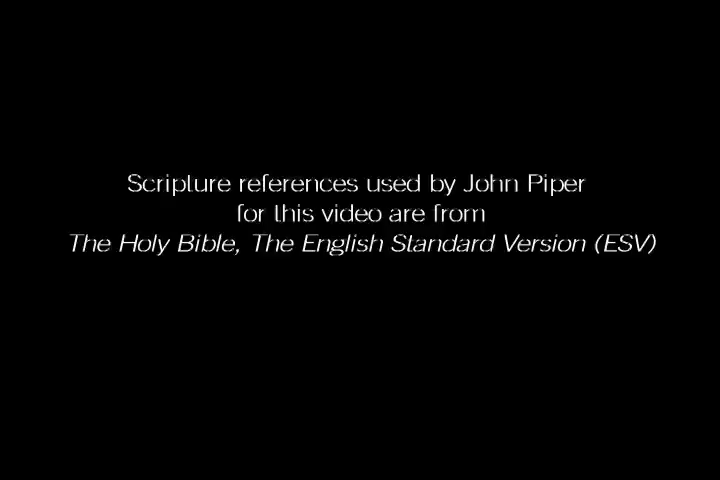 Scripture references used by John Piper
for this video are from
The Holy Bible, The English Standard Version (ESV)